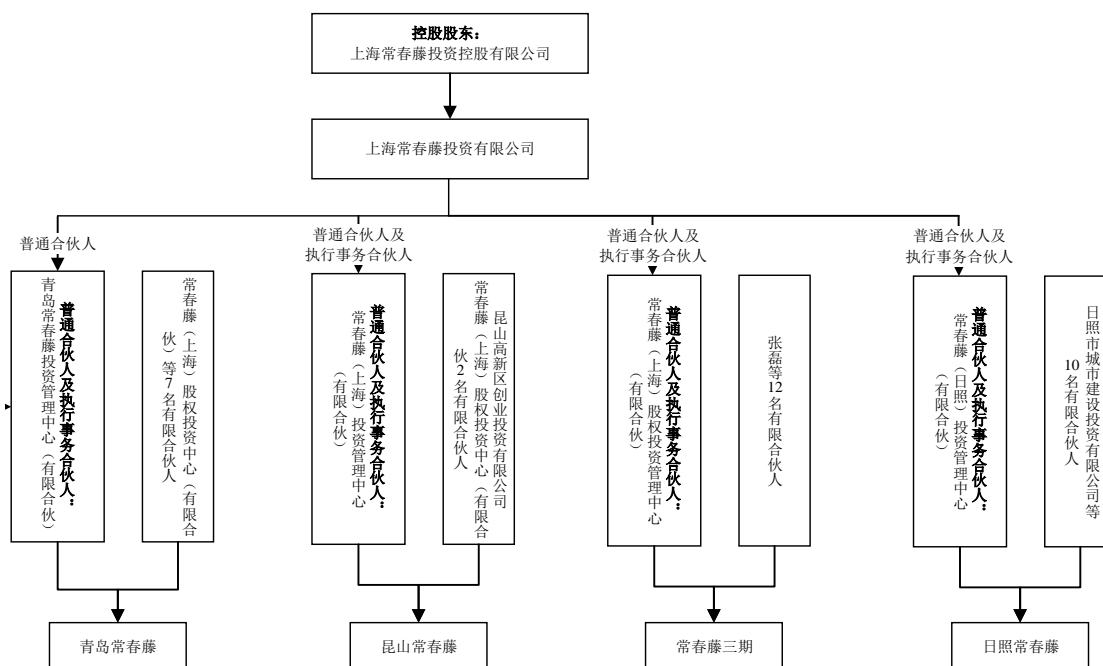 控股股东：
上海常春藤投资控股有限公司
上海常春藤投资有限公司
普通合伙人
普通合伙人及
执行事务合伙人
普通合伙人及
执行事务合伙人
普通合伙人及
执行事务合伙人
普通合伙人及执行事务合伙人：
青岛常春藤投资管理中心（有限合伙）
常春藤（上海）股权投资中心（有限合
伙）等7名有限合伙人
普通合伙人及执行事务合伙人：
常春藤（上海）投资管理中心
（有限合伙）
昆山高新区创业投资有限公司
常春藤（上海）股权投资中心（有限合
伙2名有限合伙人
普通合伙人及执行事务合伙人：
常春藤（上海）股权投资管理中心
（有限合伙）
张磊等12名有限合伙人
普通合伙人及执行事务合伙人：
常春藤（日照）投资管理中心
（有限合伙）
日照市城市建设投资有限公司等
10名有限合伙人
青岛常春藤
昆山常春藤
常春藤三期
日照常春藤